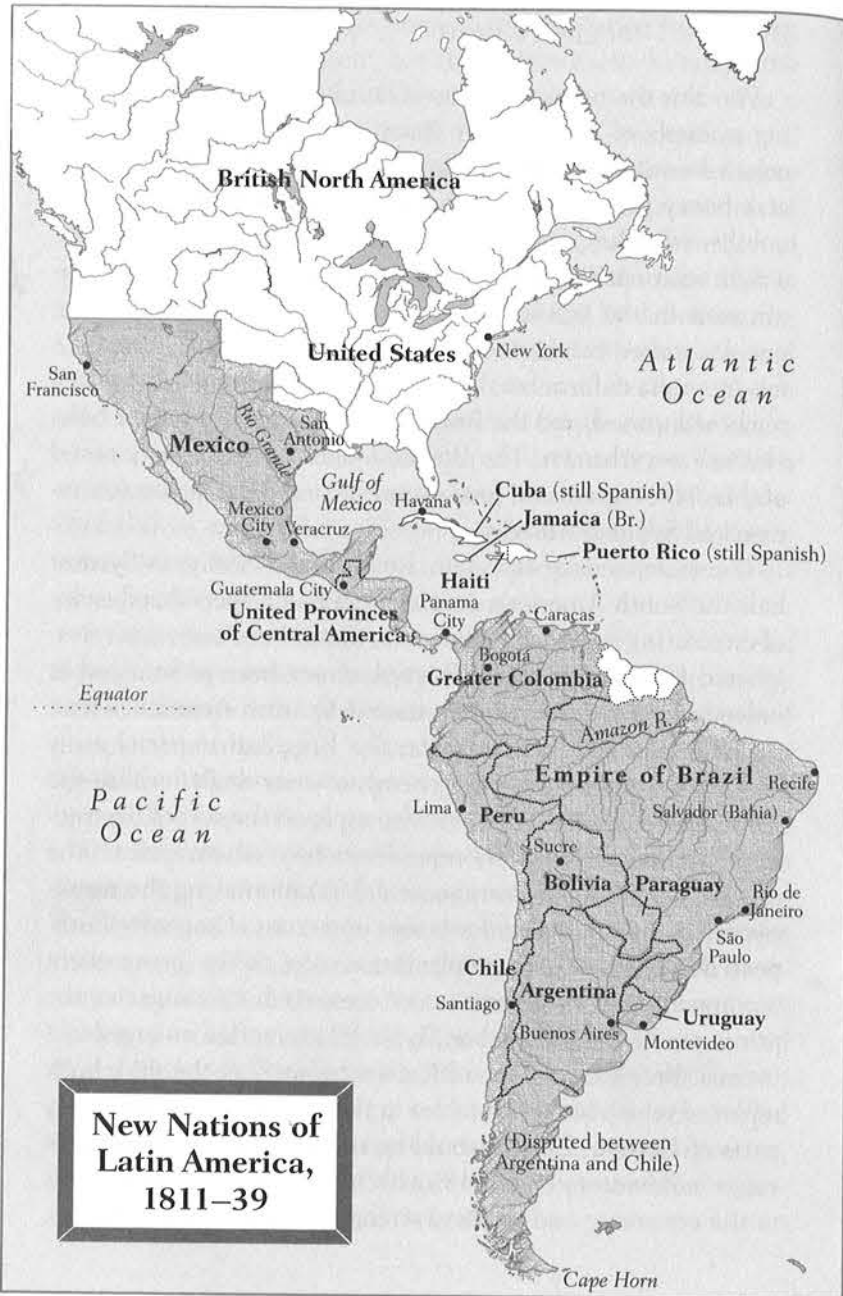 British North America
United States
New York
Atlantic
Ocean
San
Francisco
Rio Grande
San
Antonio
Mexico
Gulf of
Mexico
Havana
Cuba (still Spanish)
Jamaica (Br.)
Puerto Rico (still Spanish)
Mexico
City
Veracruz
Haiti
Guatemala City
United Provinces
of Central America
Panama
City
Caracas
Bogotá
Greater Colombia
Equator
Amazon R.
Empire of Brazil
Recife
Pacific
Ocean
Lima
Peru
Salvador (Bahia)
Sucre
Bolivia
Paraguay
Rio de
Janeiro
São
Paulo
Chile
Argentina
Santiago
Uruguay
Buenos Aires
Montevideo
New Nations of
Latin America,
1811–39
(Disputed between
Argentina and Chile)
Cape Horn